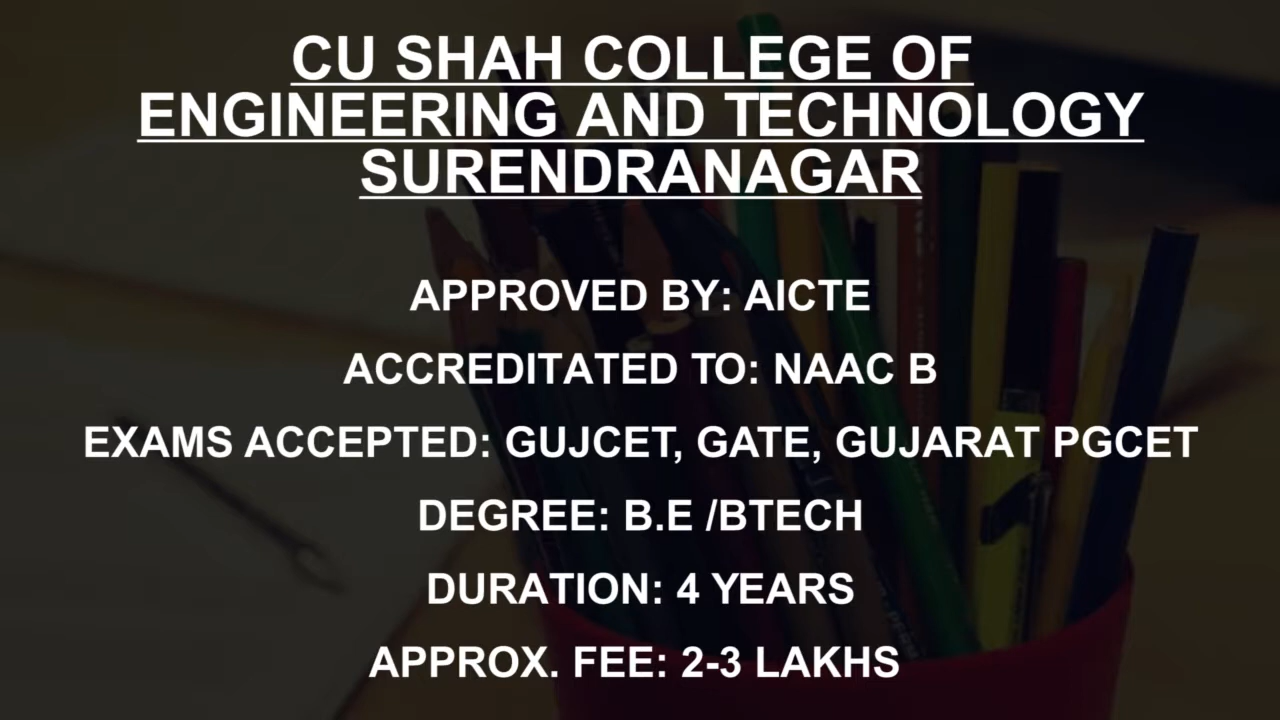 CU SHAH COLLEGE OF
ENGINEERING AND TECHNOLOGY
SURENDRANAGAR
APPROVED BY: AICTE
ACCREDITATED TO: NAAC B
EXAMS ACCEPTED: GUJCET, GATE, GUJARAT PGCET
DEGREE: B.E /BTECH
DURATION: 4 YEARS
APPROX. FEE: 2-3 LAKHS